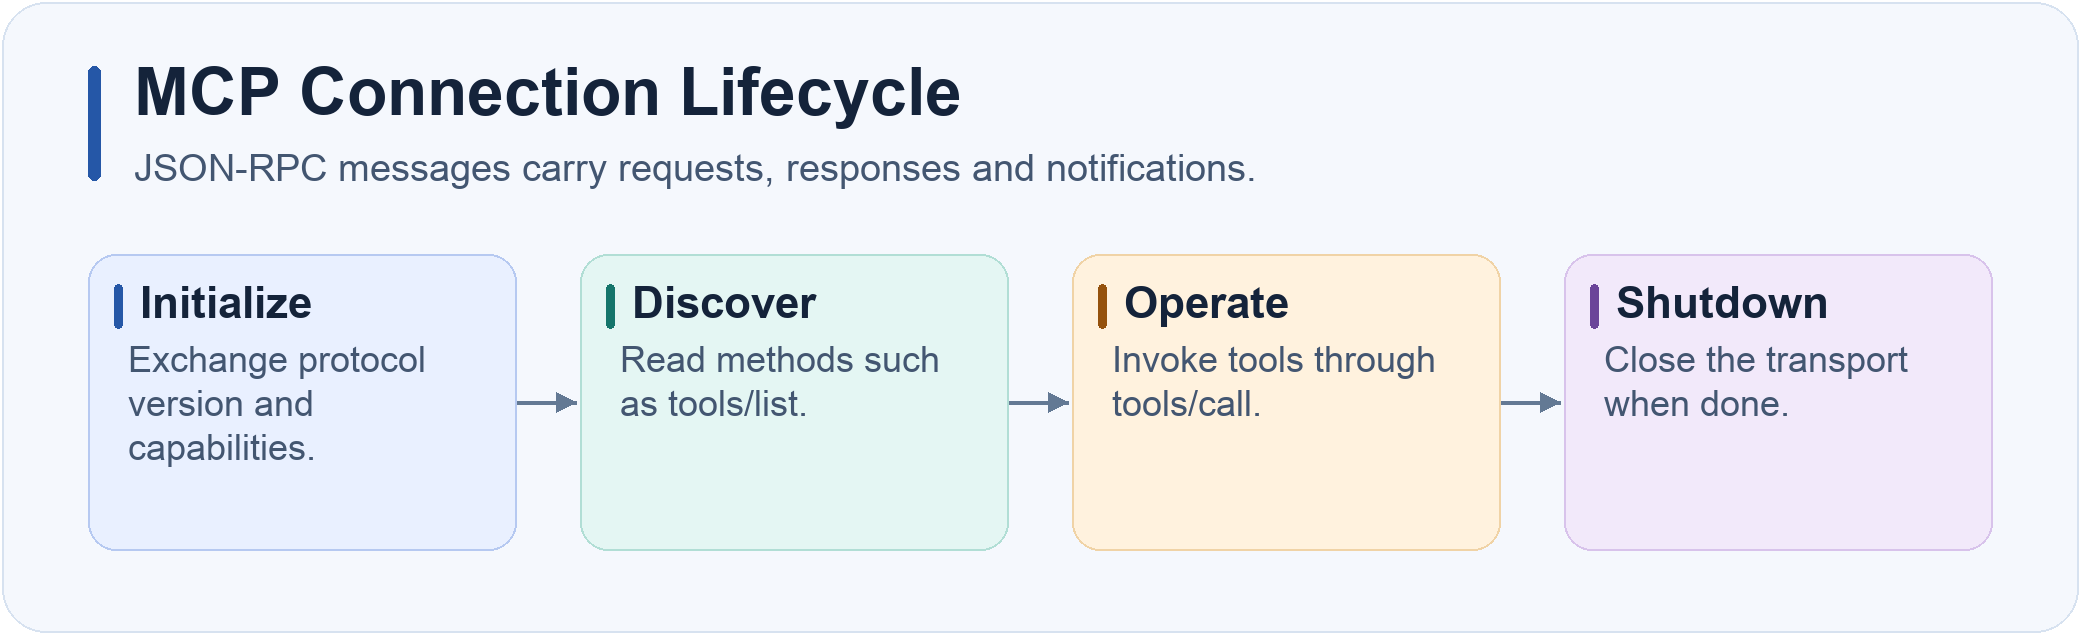 MCP Connection Lifecycle
JSON-RPC messages carry requests, responses and notifications.
Initialize
Exchange protocol
version and
capabilities.
Discover
Read methods such
as tools/list.
Operate
Invoke tools through
tools/call.
Shutdown
Close the transport
when done.